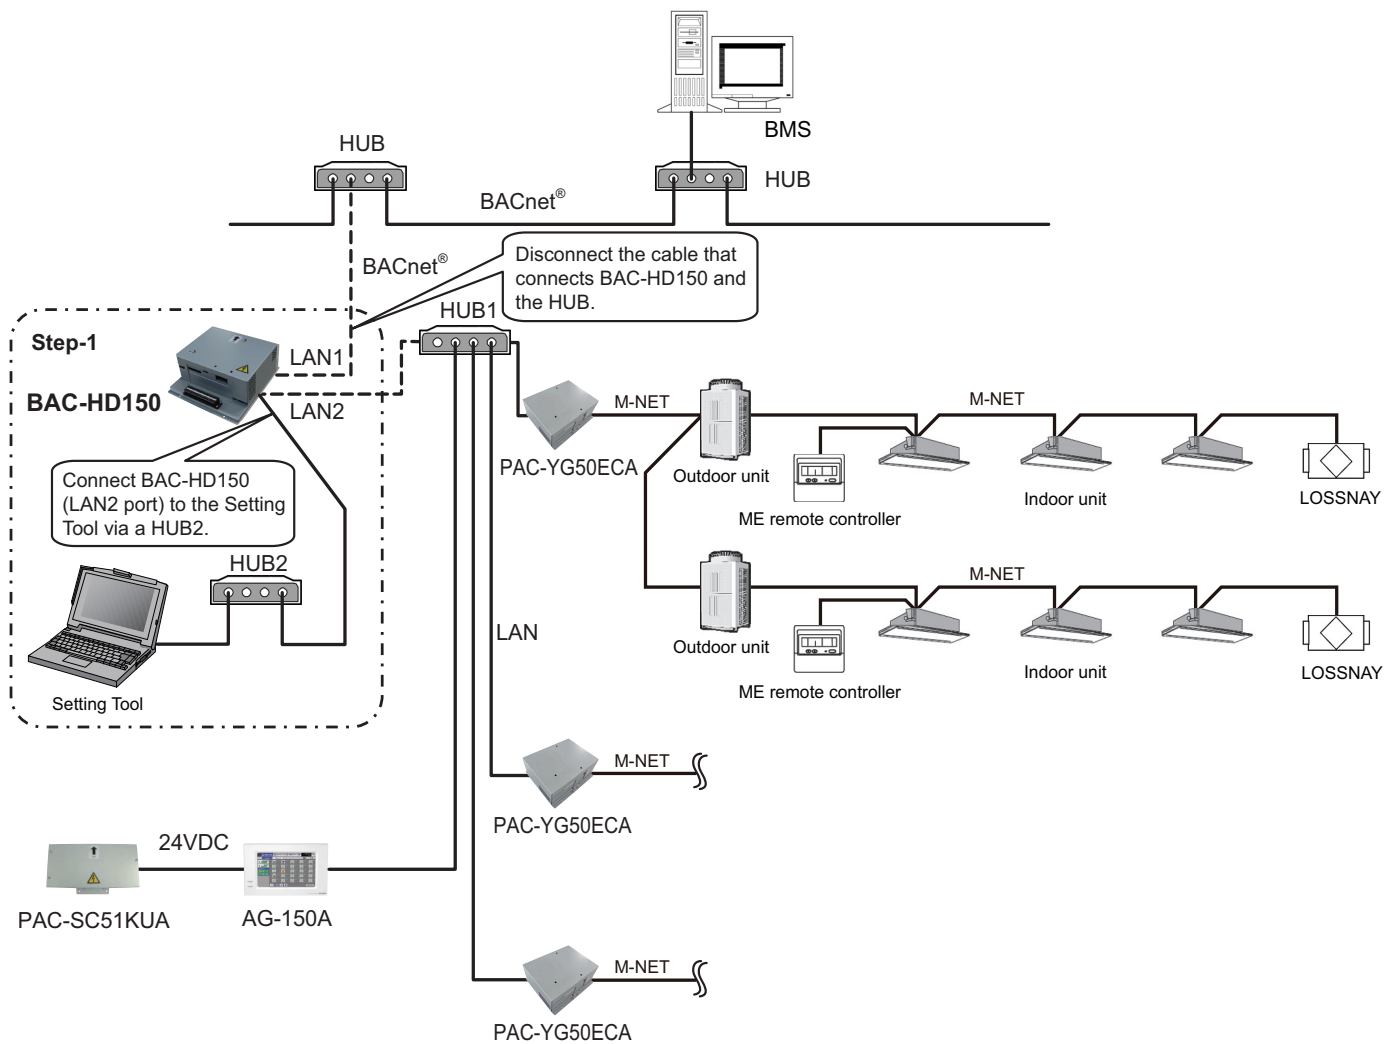 BMS
HUB
HUB
BACnet®
BACnet®
Disconnect the cable that
connects BAC-HD150 and
the HUB.
HUB1
Step-1
LAN1
BAC-HD150
LAN2
M-NET
M-NET
PAC-YG50ECA
Outdoor unit
Connect BAC-HD150
(LAN2 port) to the Setting
Tool via a HUB2.
ME remote controller
Indoor unit
LOSSNAY
HUB2
M-NET
LAN
Outdoor unit
Setting Tool
ME remote controller
Indoor unit
LOSSNAY
M-NET
PAC-YG50ECA
24VDC
PAC-SC51KUA
AG-150A
M-NET
PAC-YG50ECA